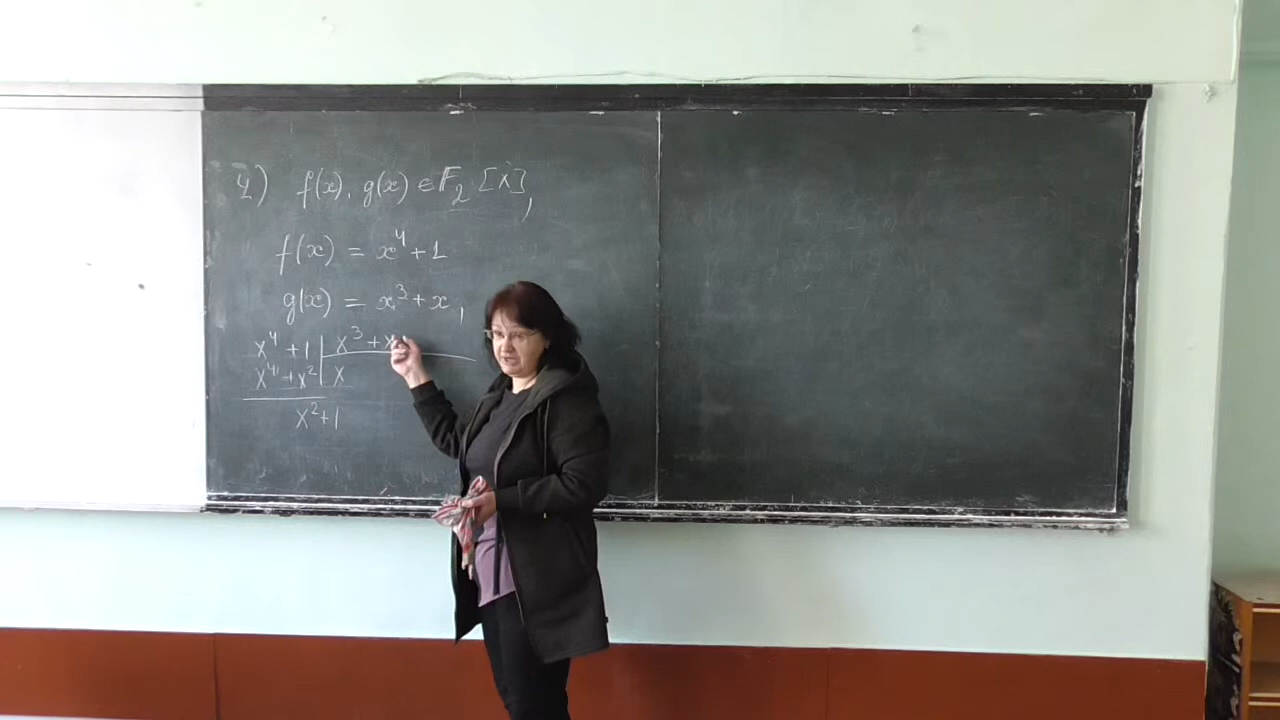 4) f(x), g(x) ∈ F₂ [x],
f(x) = x⁴ + 1
g(x) = x³ + x,
x⁴ + 1 | x³ + x
x⁴ + x² | x
x² + 1